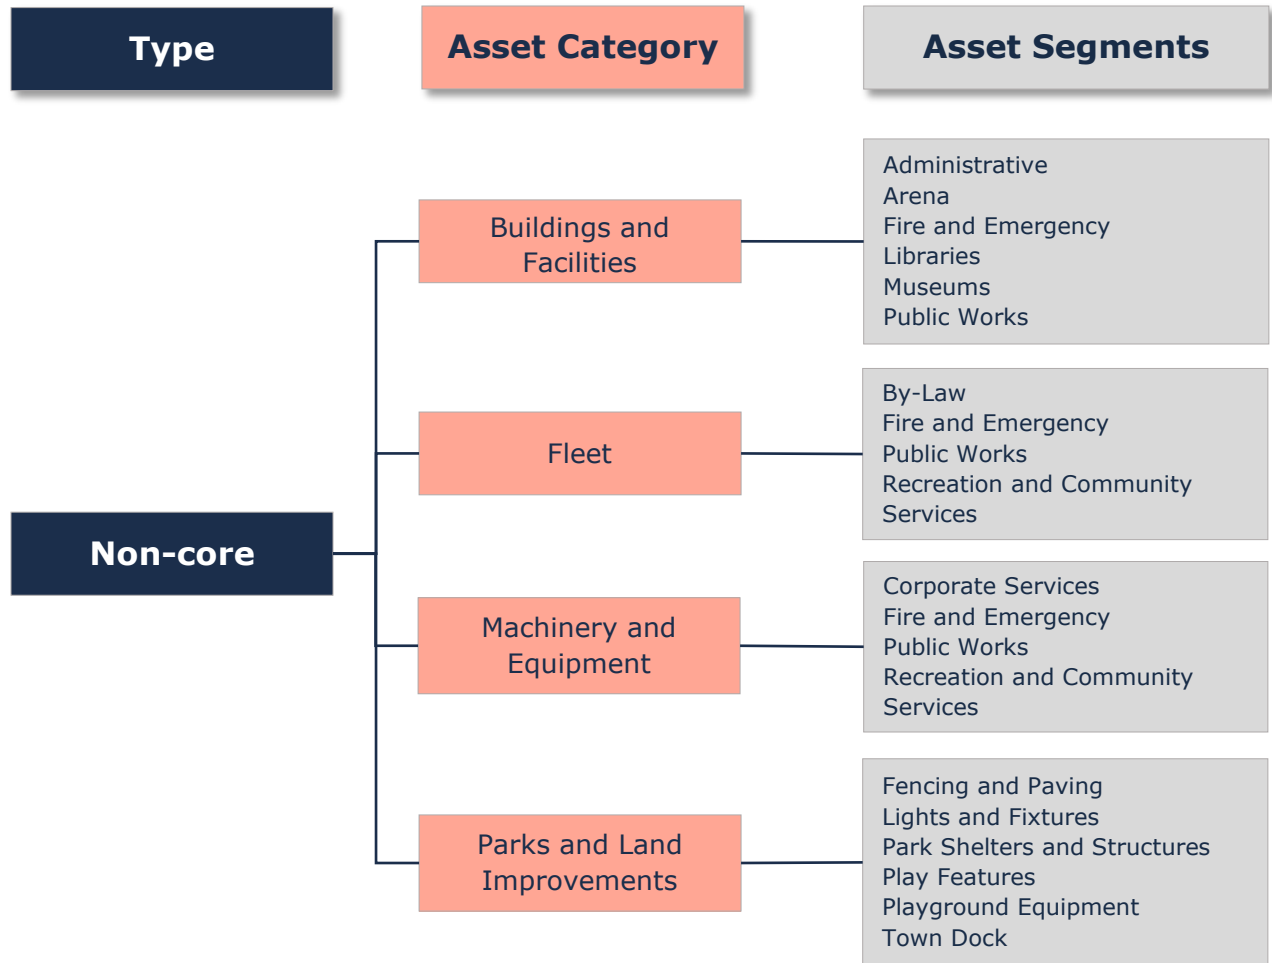 Type
Asset Category
Asset Segments
Non-core
Buildings and
Facilities
Administrative
Arena
Fire and Emergency
Libraries
Museums
Public Works
Fleet
By-Law
Fire and Emergency
Public Works
Recreation and Community
Services
Machinery and
Equipment
Corporate Services
Fire and Emergency
Public Works
Recreation and Community
Services
Parks and Land
Improvements
Fencing and Paving
Lights and Fixtures
Park Shelters and Structures
Play Features
Playground Equipment
Town Dock